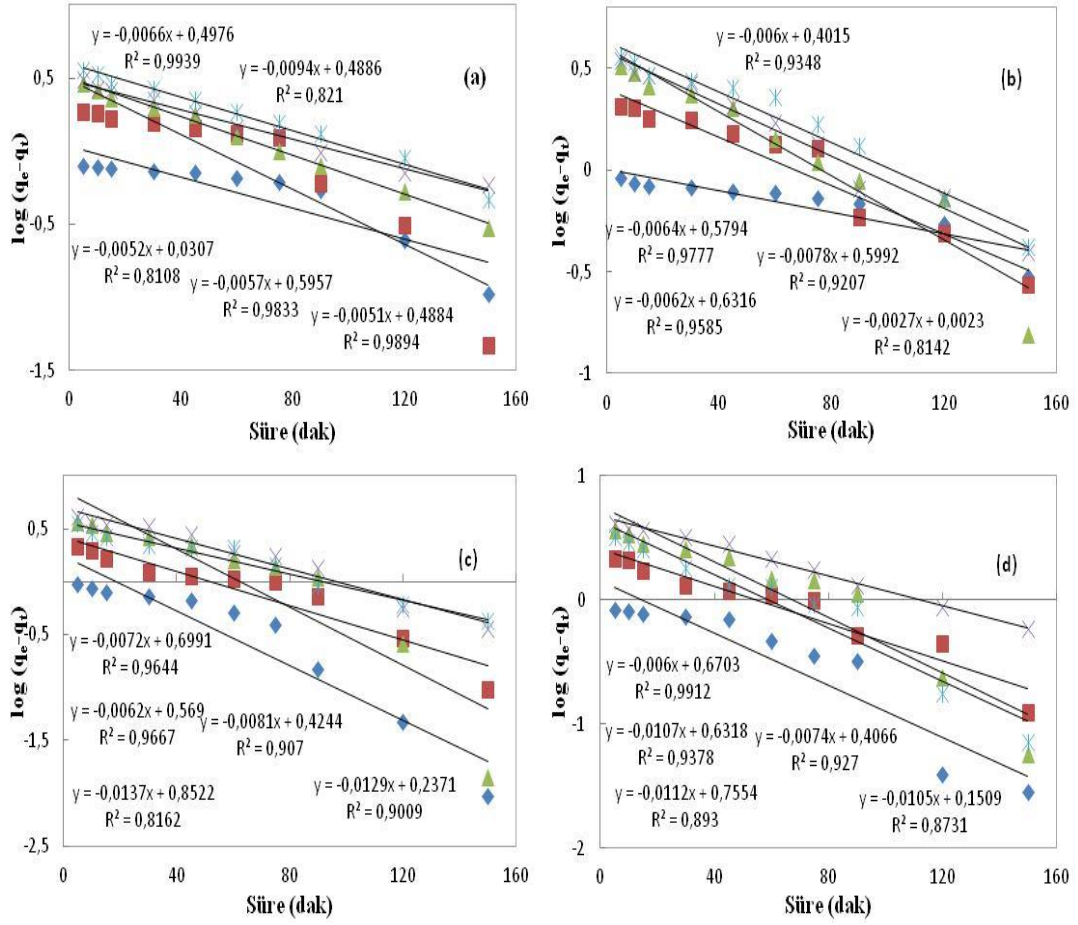 y = -0,0066x + 0,4976
R² = 0,9939
y = -0,0094x + 0,4886
R² = 0,821
(a)
0,5
-0,5
-1,5
log (qe-qt)
y = -0,0052x + 0,0307
R² = 0,8108
y = -0,0057x + 0,5957
R² = 0,9833
y = -0,0051x + 0,4884
R² = 0,9894
0 40 80 120 160
Süre (dak)
y = -0,006x + 0,4015
R² = 0,9348
(b)
0,5
0
-0,5
-1
log (qe-qt)
y = -0,0064x + 0,5794
R² = 0,9777
y = -0,0078x + 0,5992
R² = 0,9207
y = -0,0062x + 0,6316
R² = 0,9585
y = -0,0027x + 0,0023
R² = 0,8142
0 40 80 120 160
Süre (dak)
(c)
0,5
-0,5
-1,5
-2,5
log (qe-qt)
y = -0,0072x + 0,6991
R² = 0,9644
y = -0,0062x + 0,569
R² = 0,9667
y = -0,0081x + 0,4244
R² = 0,907
y = -0,0137x + 0,8522
R² = 0,8162
y = -0,0129x + 0,2371
R² = 0,9009
0 40 80 120 160
Süre (dak)
(d)
1
0
-1
-2
log (qe-qt)
y = -0,006x + 0,6703
R² = 0,9912
y = -0,0107x + 0,6318
R² = 0,9378
y = -0,0074x + 0,4066
R² = 0,927
y = -0,0112x + 0,7554
R² = 0,893
y = -0,0105x + 0,1509
R² = 0,8731
0 40 80 120 160
Süre (dak)